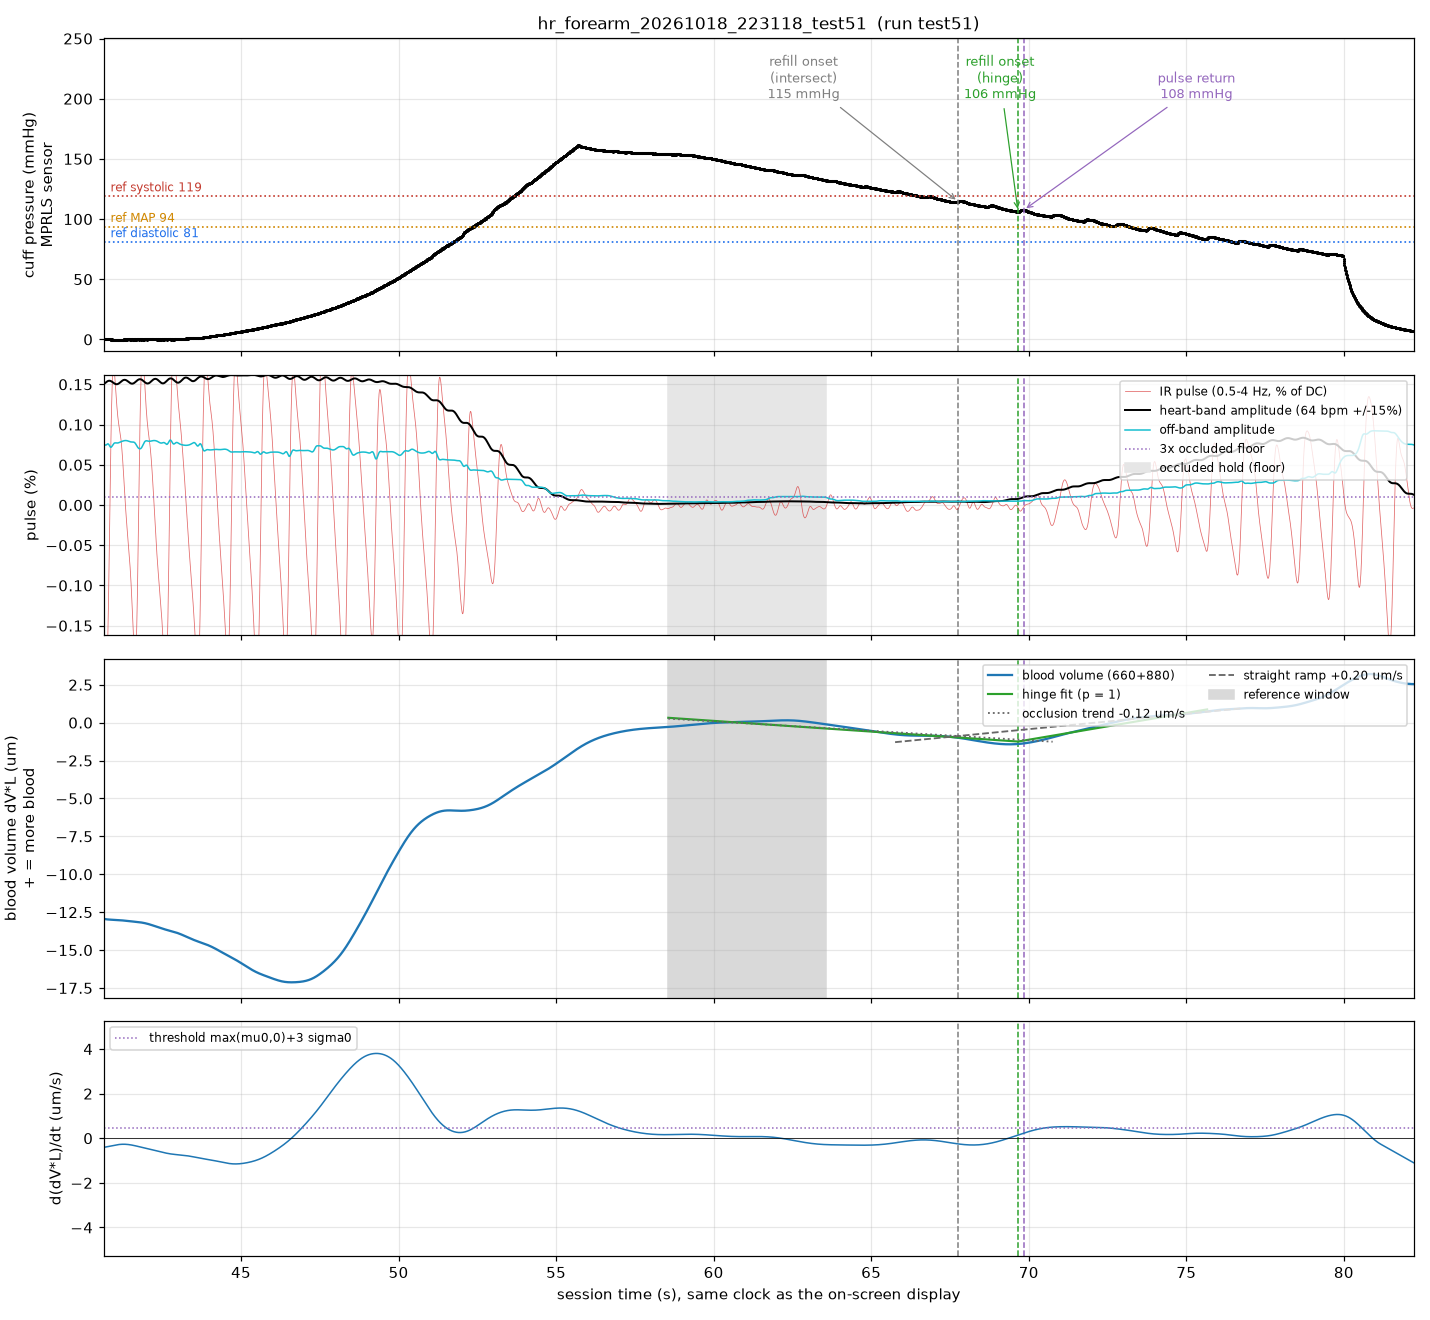 hr_forearm_20261018_223118_test51  (run test51)
250
200
150
100
50
0
cuff pressure (mmHg)
MPRLS sensor
refill onset
(intersect)
115 mmHg
refill onset
(hinge)
106 mmHg
pulse return
108 mmHg
ref systolic 119
ref MAP 94
ref diastolic 81
0.15
0.10
0.05
0.00
−0.05
−0.10
−0.15
pulse (%)
IR pulse (0.5-4 Hz, % of DC)
heart-band amplitude (64 bpm +/-15%)
off-band amplitude
3x occluded floor
occluded hold (floor)
2.5
0.0
−2.5
−5.0
−7.5
−10.0
−12.5
−15.0
−17.5
blood volume dV*L (um)
+ = more blood
blood volume (660+880)
hinge fit (p = 1)
occlusion trend -0.12 um/s
straight ramp +0.20 um/s
reference window
4
2
0
−2
−4
d(dV*L)/dt (um/s)
threshold max(mu0,0)+3 sigma0
45
50
55
60
65
70
75
80
session time (s), same clock as the on-screen display